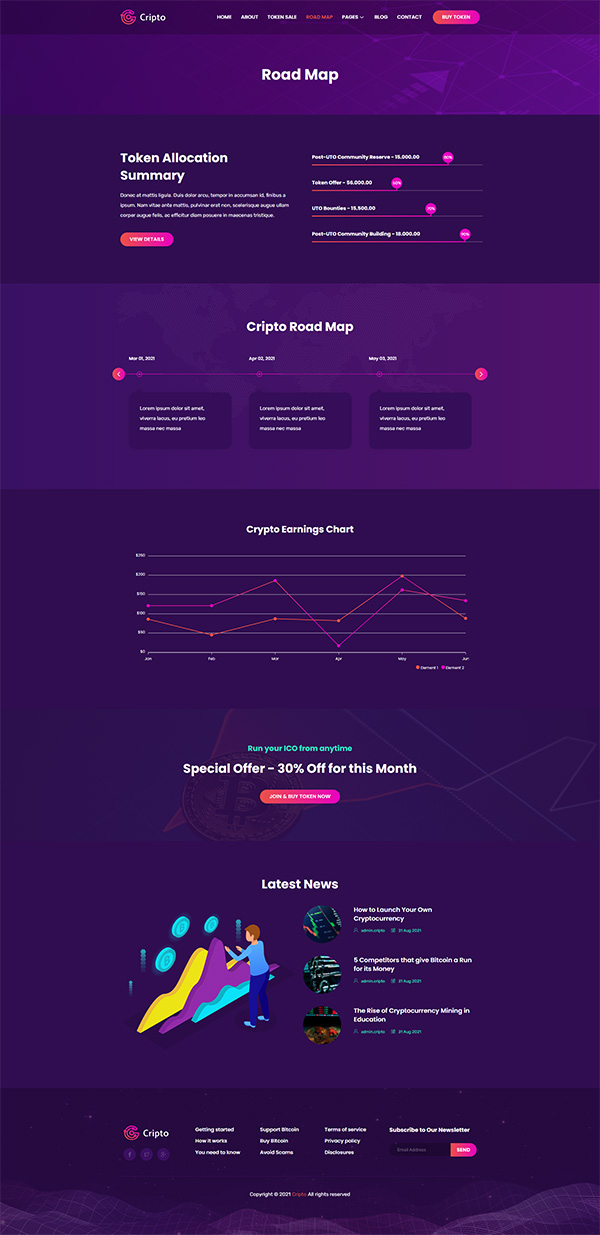 Cripto
HOME ABOUT TOKEN SALE ROAD MAP PAGES BLOG CONTACT BUY TOKEN
Road Map
Token Allocation
Summary
Donec at mattis ligula. Duis dolor arcu, tempor in accumsan id, finibus a
ipsum. Nam vitae ante mattis, pulvinar erat non, scelerisque augue ullam
corper augue felis, ac efficitur diam posuere in maecenas tristique.
VIEW DETAILS
Post-UTO Community Reserve - 15.000.00
80%
Token Offer - 56.000.00
50%
UTO Bounties - 15,500.00
70%
Post-UTO Community Building - 18.000.00
90%
Cripto Road Map
Mar 01, 2021
Apr 02, 2021
May 03, 2021
Lorem ipsum dolor sit amet,
viverra lacus, eu pretium leo
massa nec massa
Lorem ipsum dolor sit amet,
viverra lacus, eu pretium leo
massa nec massa
Lorem ipsum dolor sit amet,
viverra lacus, eu pretium leo
massa nec massa
Crypto Earnings Chart
$250
$200
$150
$100
$50
$0
Jan Feb Mar Apr May Jun
Element 1 Element 2
Run your ICO from anytime
Special Offer - 30% Off for this Month
JOIN & BUY TOKEN NOW
Latest News
How to Launch Your Own
Cryptocurrency
admin.cripto 31 Aug 2021
5 Competitors that give Bitcoin a Run
for its Money
admin.cripto 31 Aug 2021
The Rise of Cryptocurrency Mining in
Education
admin.cripto 31 Aug 2021
Cripto
Getting started
How it works
You need to know
Support Bitcoin
Buy Bitcoin
Avoid Scams
Terms of service
Privacy policy
Disclosures
Subscribe to Our Newsletter
Email Address
SEND
Copyright © 2021 Cripto All rights reserved